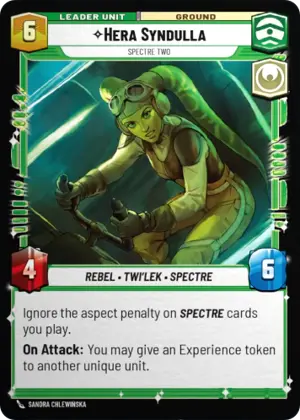 LEADER UNIT GROUND
6
Hera Syndulla
SPECTRE TWO
4
6
REBEL • TWI'LEK • SPECTRE
Ignore the aspect penalty on SPECTRE cards
you play.
On Attack: You may give an Experience token
to another unique unit.
SANDRA CHLEWIŃSKA